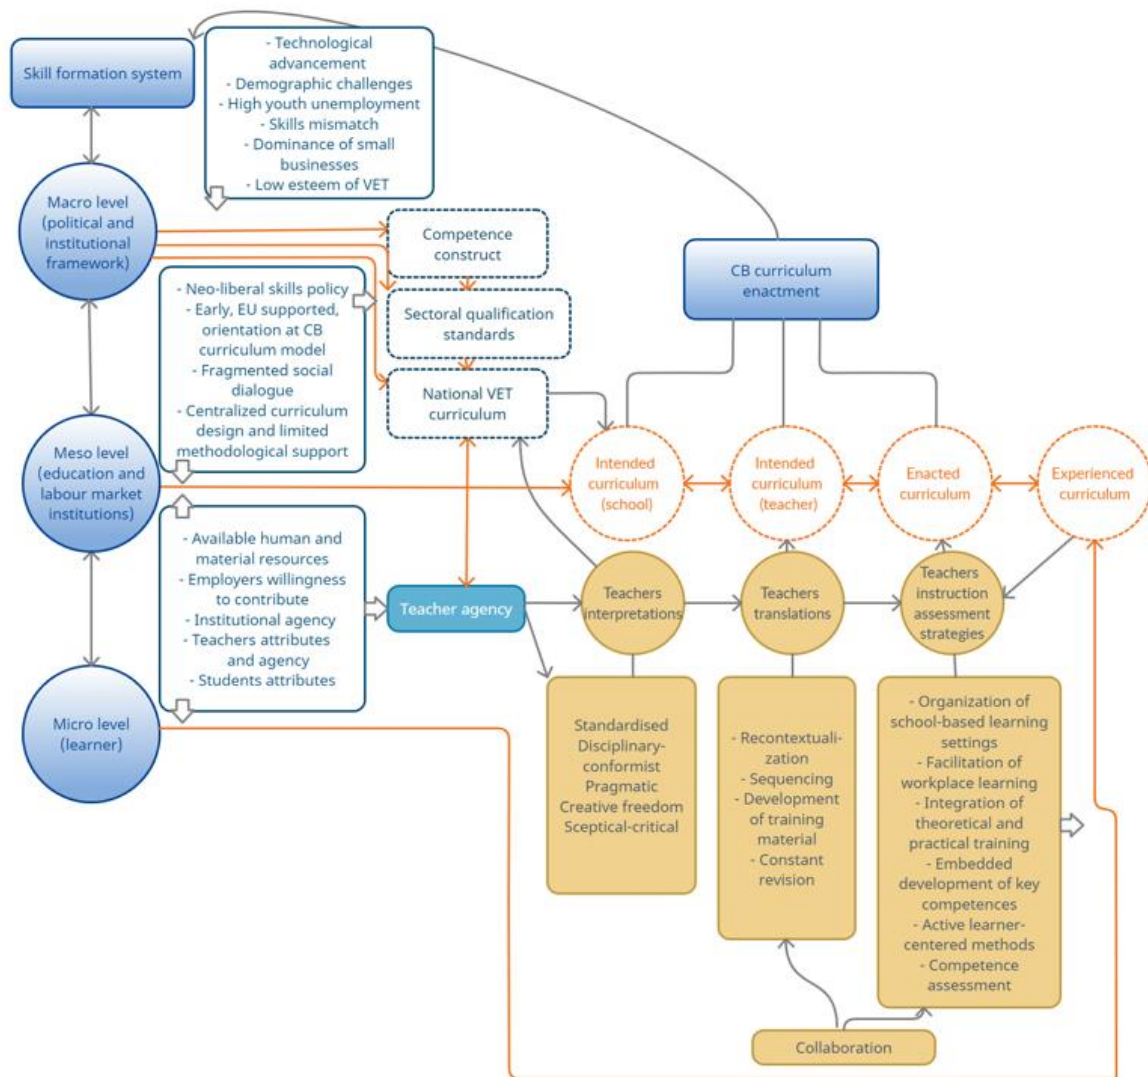 Skill formation system
- Technological
advancement
- Demographic challenges
- High youth unemployment
- Skills mismatch
- Dominance of small
businesses
- Low esteem of VET
Macro level
(political and
institutional
framework)
Competence
construct
CB curriculum
enactment
- Neo-liberal skills policy
- Early, EU supported,
orientation at CB
curriculum model
- Fragmented social
dialogue
- Centralized curriculum
design and limited
methodological support
Sectoral qualification
standards
National VET
curriculum
Meso level
(education and
labour market
institutions)
Intended
curriculum
(school)
Intended
curriculum
(teacher)
Enacted
curriculum
Experienced
curriculum
- Available human and
material resources
- Employers willingness
to contribute
- Institutional agency
- Teachers attributes
and agency
- Students attributes
Teacher agency
Teachers
interpretations
Teachers
translations
Teachers
instruction
assessment
strategies
Micro level
(learner)
Standardised
Disciplinary-
conformist
Pragmatic
Creative freedom
Sceptical-critical
- Recontextuali-
zation
- Sequencing
- Development
of training
material
- Constant
revision
- Organization of
school-based learning
settings
- Facilitation of
workplace learning
- Integration of
theoretical and
practical training
- Embedded
development of key
competences
- Active learner-
centered methods
- Competence
assessment
Collaboration